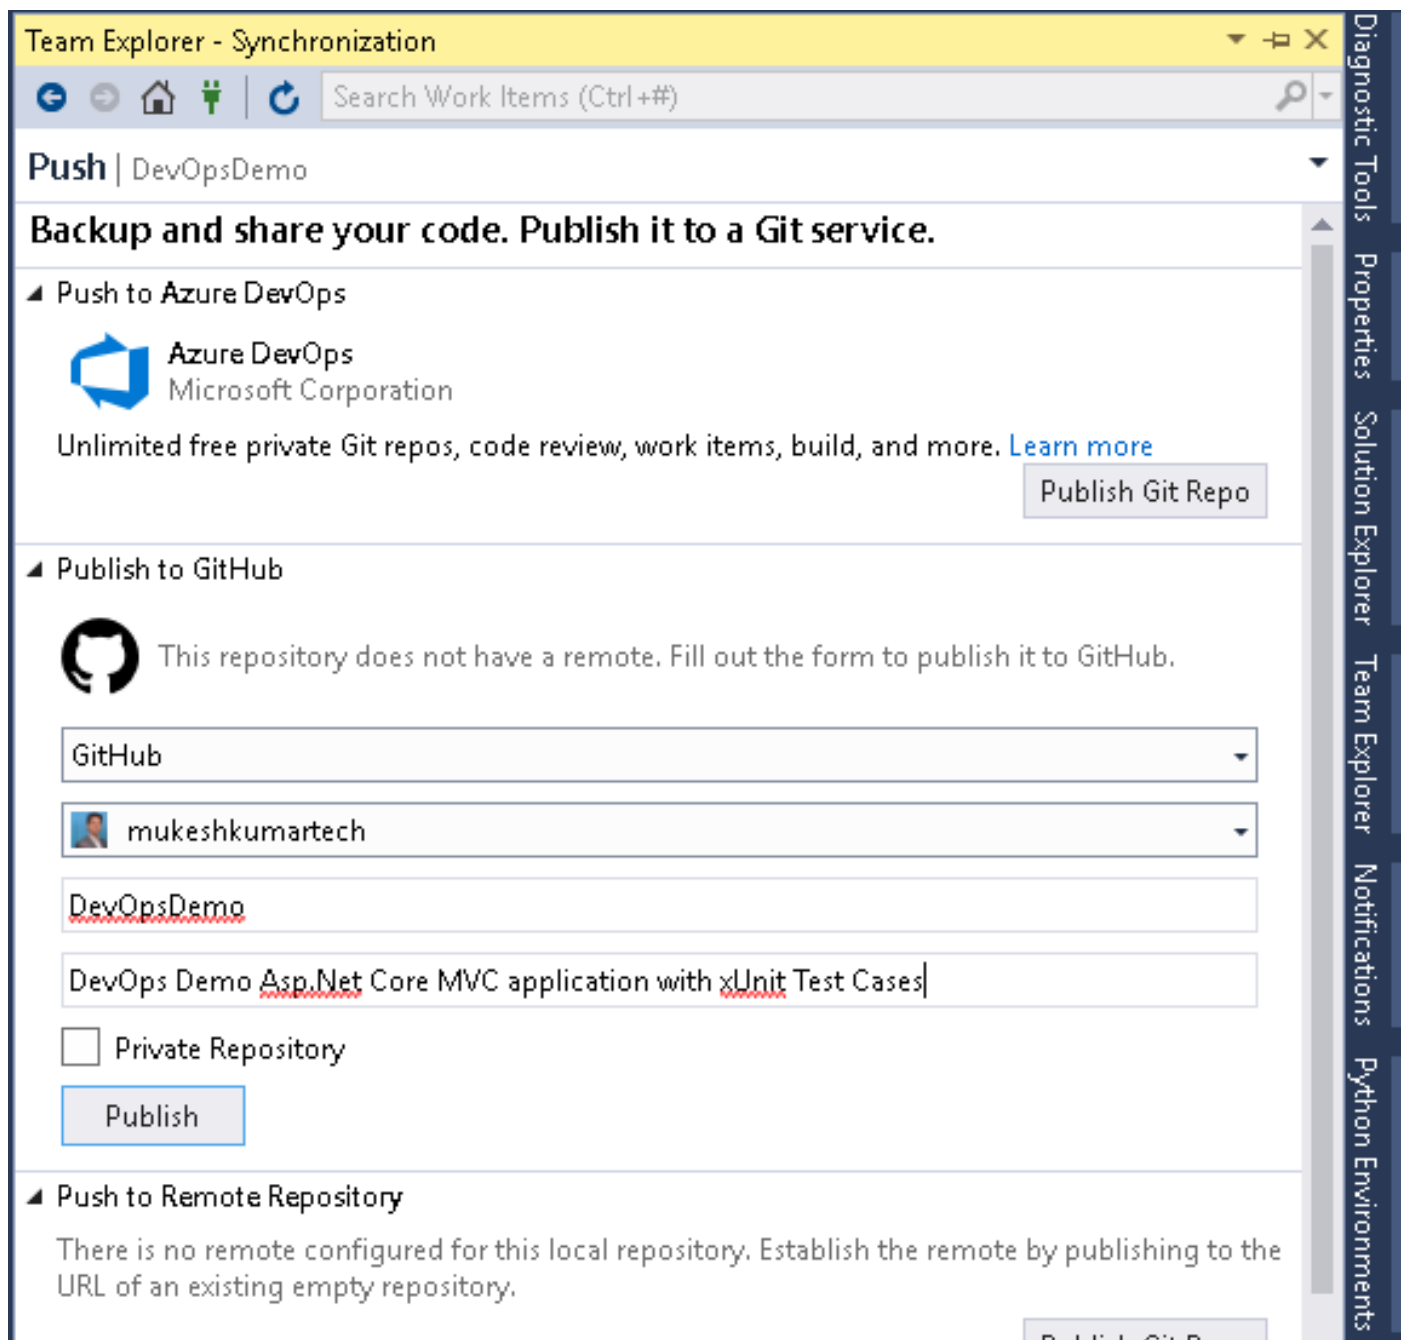 Team Explorer - Synchronization
Search Work Items (Ctrl+#)
Push | DevOpsDemo
Backup and share your code. Publish it to a Git service.
Push to Azure DevOps
Azure DevOps
Microsoft Corporation
Unlimited free private Git repos, code review, work items, build, and more. Learn more
Publish Git Repo
Publish to GitHub
This repository does not have a remote. Fill out the form to publish it to GitHub.
GitHub
mukeshkumartech
DevOpsDemo
DevOps Demo Asp.Net Core MVC application with xUnit Test Cases
Private Repository
Publish
Push to Remote Repository
There is no remote configured for this local repository. Establish the remote by publishing to the
URL of an existing empty repository.
Diagnostic Tools
Properties
Solution Explorer
Team Explorer
Notifications
Python Environments